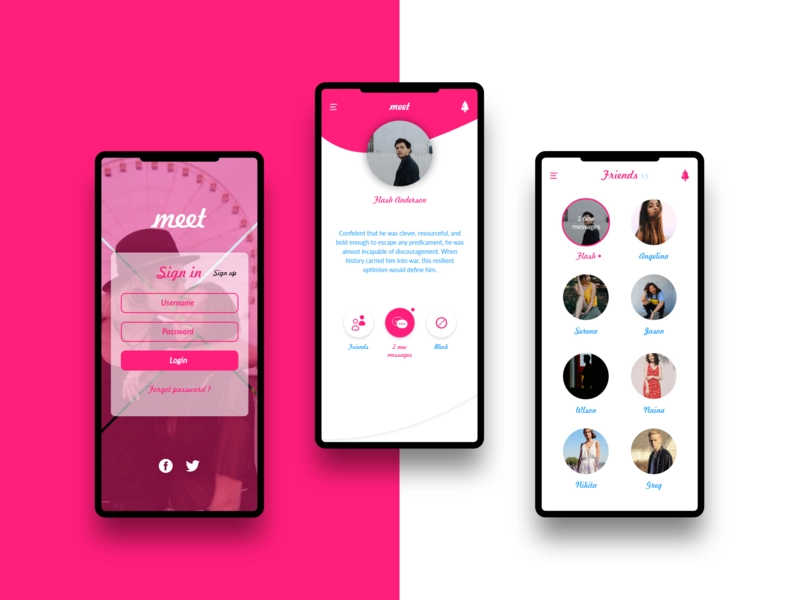 meet
Sign in
Sign up
Username
Password
Login
Forgot password ?
meet
Flash Anderson
Confident that he was clever, resourceful, and
bold enough to escape any predicament, he was
almost incapable of discouragement. When
history carried him into war, this resilient
optimism would define him.
Friends
2 new
messages
Block
Friends 13
2 new
messages
Flash
Angelina
Serena
Jason
Wlson
Naina
Nikita
Greg